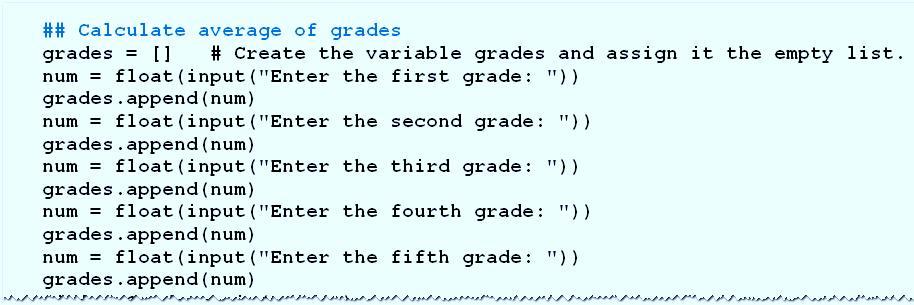 ## Calculate average of grades
grades = []   # Create the variable grades and assign it the empty list.
num = float(input("Enter the first grade: "))
grades.append(num)
num = float(input("Enter the second grade: "))
grades.append(num)
num = float(input("Enter the third grade: "))
grades.append(num)
num = float(input("Enter the fourth grade: "))
grades.append(num)
num = float(input("Enter the fifth grade: "))
grades.append(num)